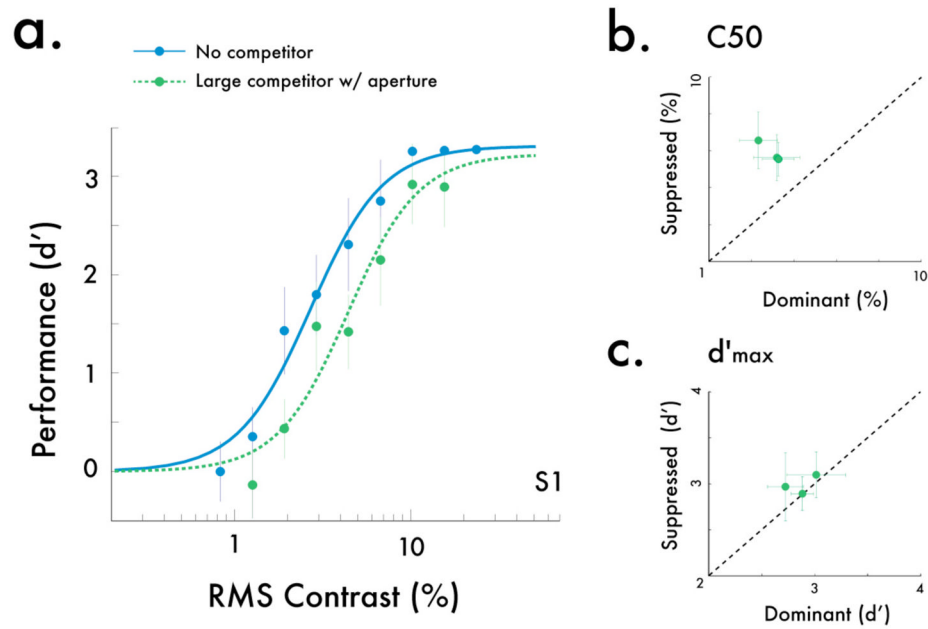 a.
No competitor
Large competitor w/ aperture
Performance (d′)
3
2
1
0
S1
1
10
RMS Contrast (%)
b.
C50
Suppressed (%)
10
1
10
Dominant (%)
c.
d'max
Suppressed (d′)
4
3
2
2
3
4
Dominant (d′)